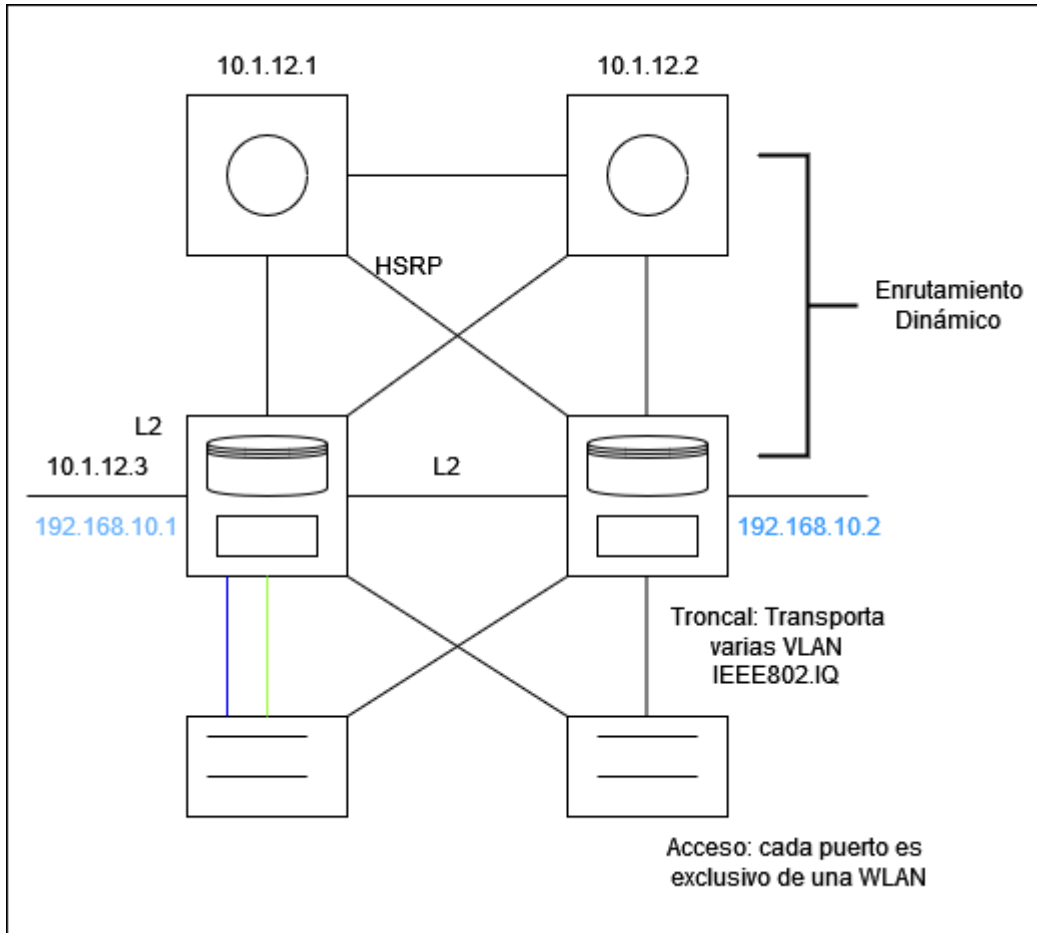 10.1.12.1
10.1.12.2
HSRP
Enrutamiento
Dinámico
L2
10.1.12.3
L2
192.168.10.1
192.168.10.2
Troncal: Transporta
varias VLAN
IEEE802.IQ
Acceso: cada puerto es
exclusivo de una WLAN